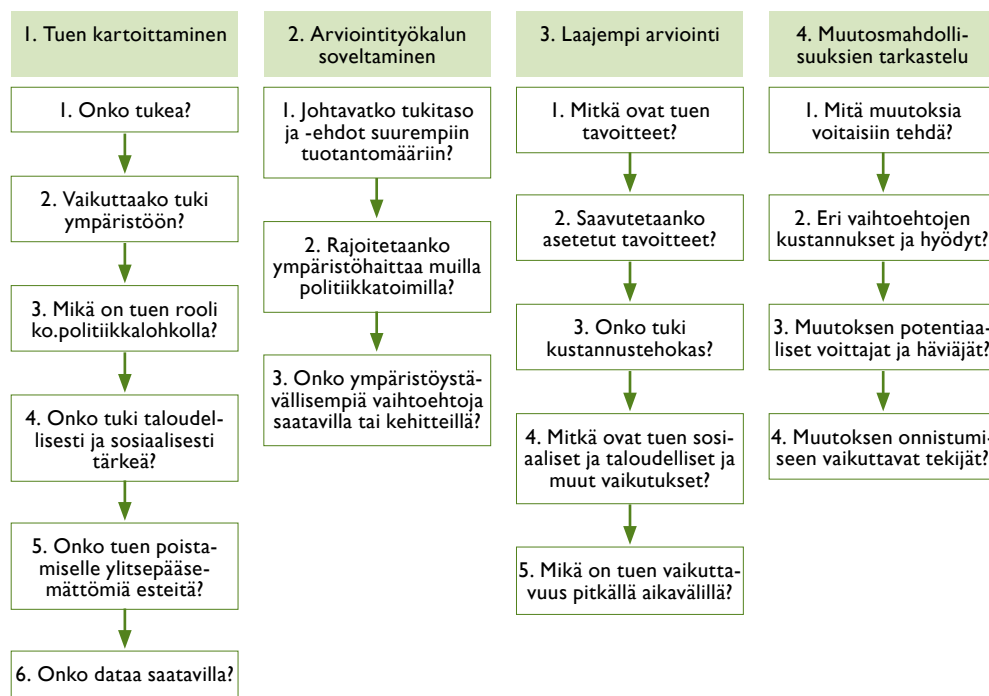 1. Tuen kartoittaminen
1. Onko tukea?
2. Vaikuttaako tuki
ympäristöön?
3. Mikä on tuen rooli
ko.politiikkalohkolla?
4. Onko tuki taloudel-
lisesti ja sosiaalisesti
tärkeä?
5. Onko tuen poista-
miselle ylitsepääse-
mättömiä esteitä?
6. Onko dataa saatavilla?
2. Arviointityökalun
soveltaminen
1. Johtavatko tukitaso
ja -ehdot suurempiin
tuotantomääriin?
2. Rajoitetaanko
ympäristöhaittaa muilla
politiikkatoimilla?
3. Onko ympäristöystä-
vällisempiä vaihtoehtoja
saatavilla tai kehitteillä?
3. Laajempi arviointi
1. Mitkä ovat tuen
tavoitteet?
2. Saavutetaanko
asetetut tavoitteet?
3. Onko tuki
kustannustehokas?
4. Mitkä ovat tuen sosi-
aaliset ja taloudelliset ja
muut vaikutukset?
5. Mikä on tuen vaikutta-
vuus pitkällä aikavälillä?
4. Muutosmahdolli-
suuksien tarkastelu
1. Mitä muutoksia
voitaisiin tehdä?
2. Eri vaihtoehtojen
kustannukset ja hyödyt?
3. Muutoksen potentiaa-
liset voittajat ja häviäjät?
4. Muutoksen onnistumi-
seen vaikuttavat tekijät?